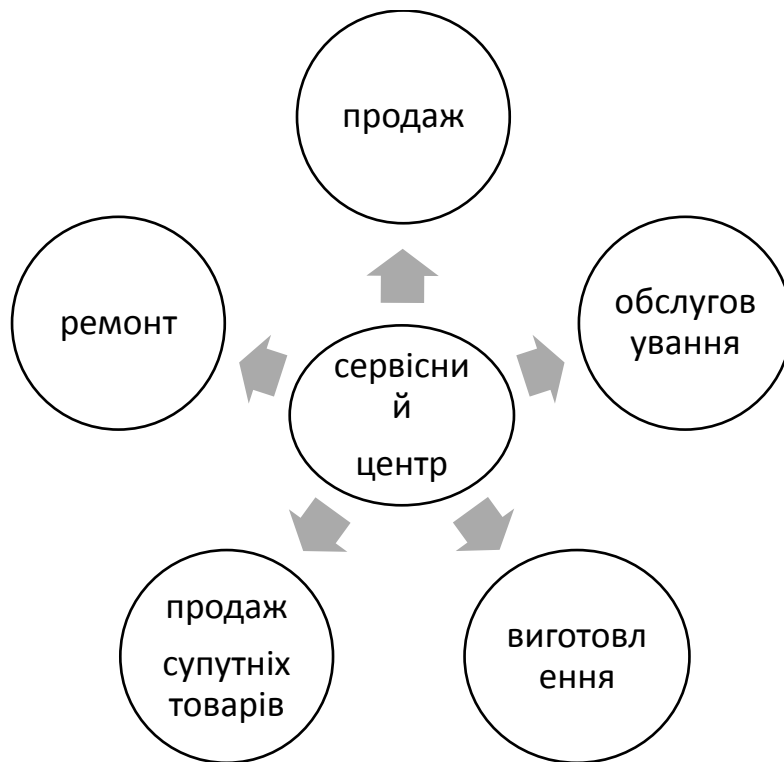 продаж
ремонт
обслугов
ування
сервісни
й
центр
продаж
супутніх
товарів
виготовл
ення